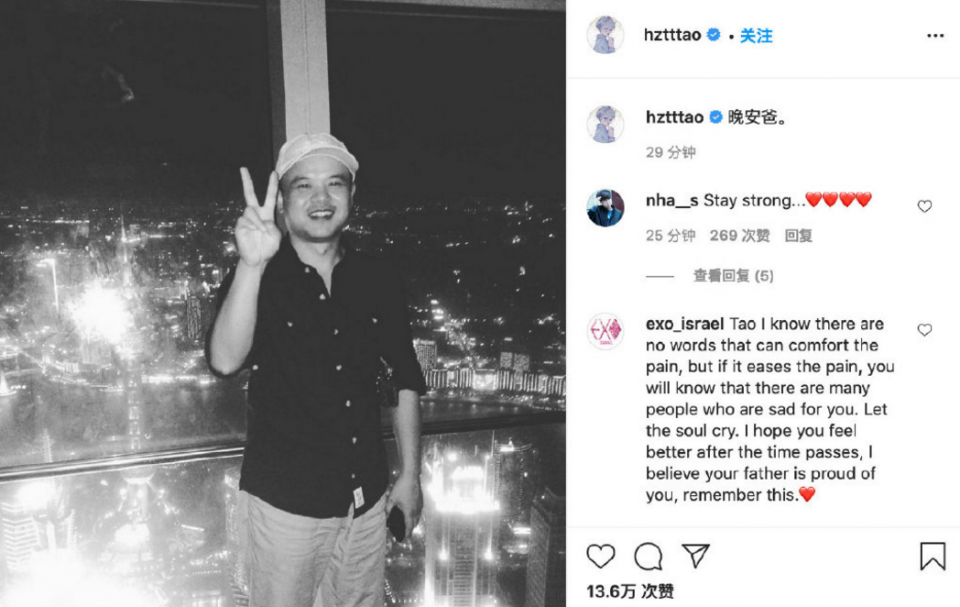 hztttao • 关注
hztttao 晚安爸。
29 分钟
nha__s Stay strong...❤️❤️❤️❤️
25 分钟 269 次赞 回复
查看回复 (5)
EXO
exo_israel Tao I know there are
no words that can comfort the
pain, but if it eases the pain, you
will know that there are many
people who are sad for you. Let
the soul cry. I hope you feel
better after the time passes, I
believe your father is proud of
you, remember this.❤️
13.6万 次赞